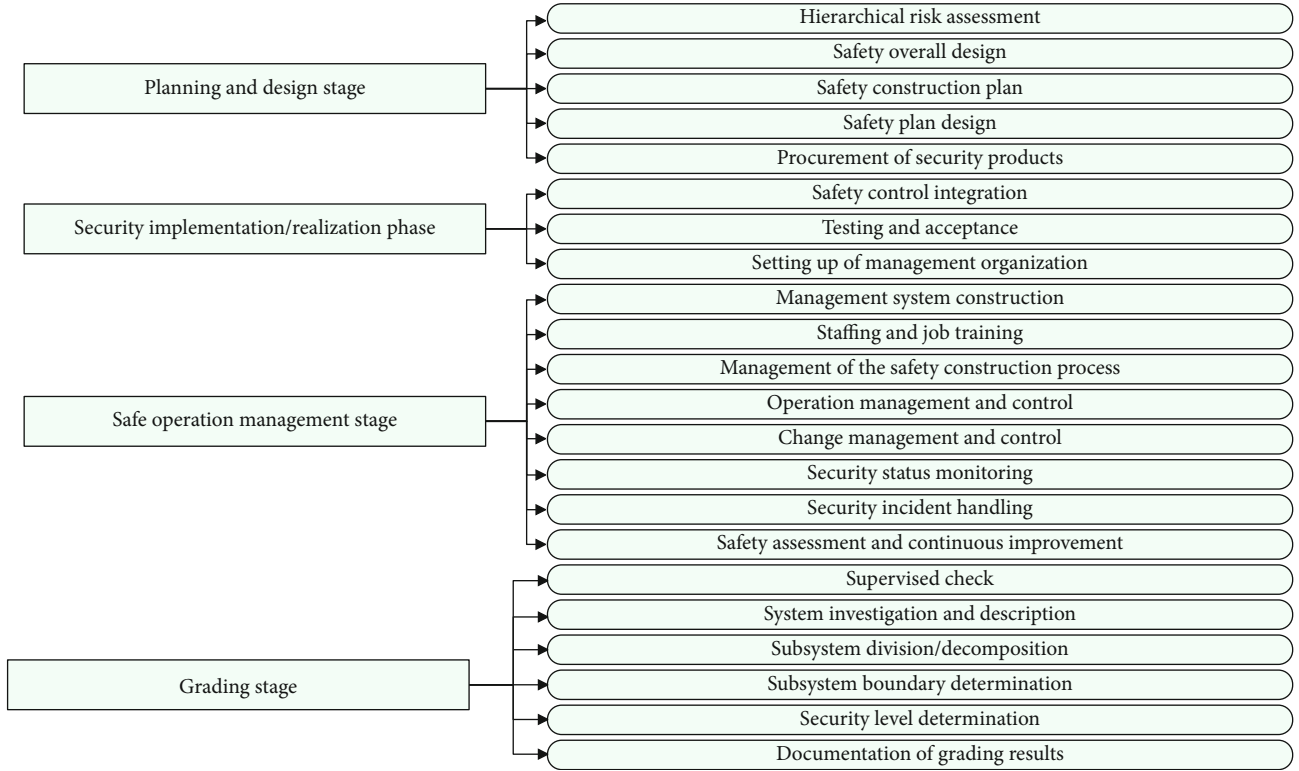 Planning and design stage
Hierarchical risk assessment
Safety overall design
Safety construction plan
Safety plan design
Procurement of security products
Security implementation/realization phase
Safety control integration
Testing and acceptance
Setting up of management organization
Safe operation management stage
Management system construction
Staffing and job training
Management of the safety construction process
Operation management and control
Change management and control
Security status monitoring
Security incident handling
Safety assessment and continuous improvement
Grading stage
Supervised check
System investigation and description
Subsystem division/decomposition
Subsystem boundary determination
Security level determination
Documentation of grading results